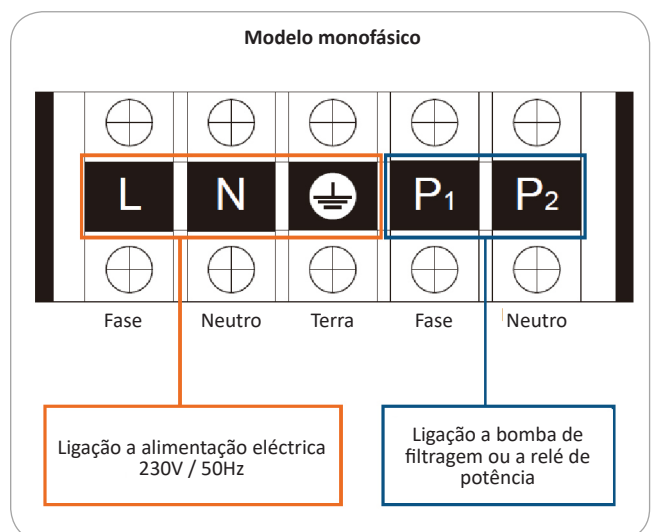 Modelo monofásico
L N P1 P2
Fase Neutro Terra Fase Neutro
Ligação a alimentação eléctrica
230V / 50Hz
Ligação a bomba de
filtragem ou a relé de
potência